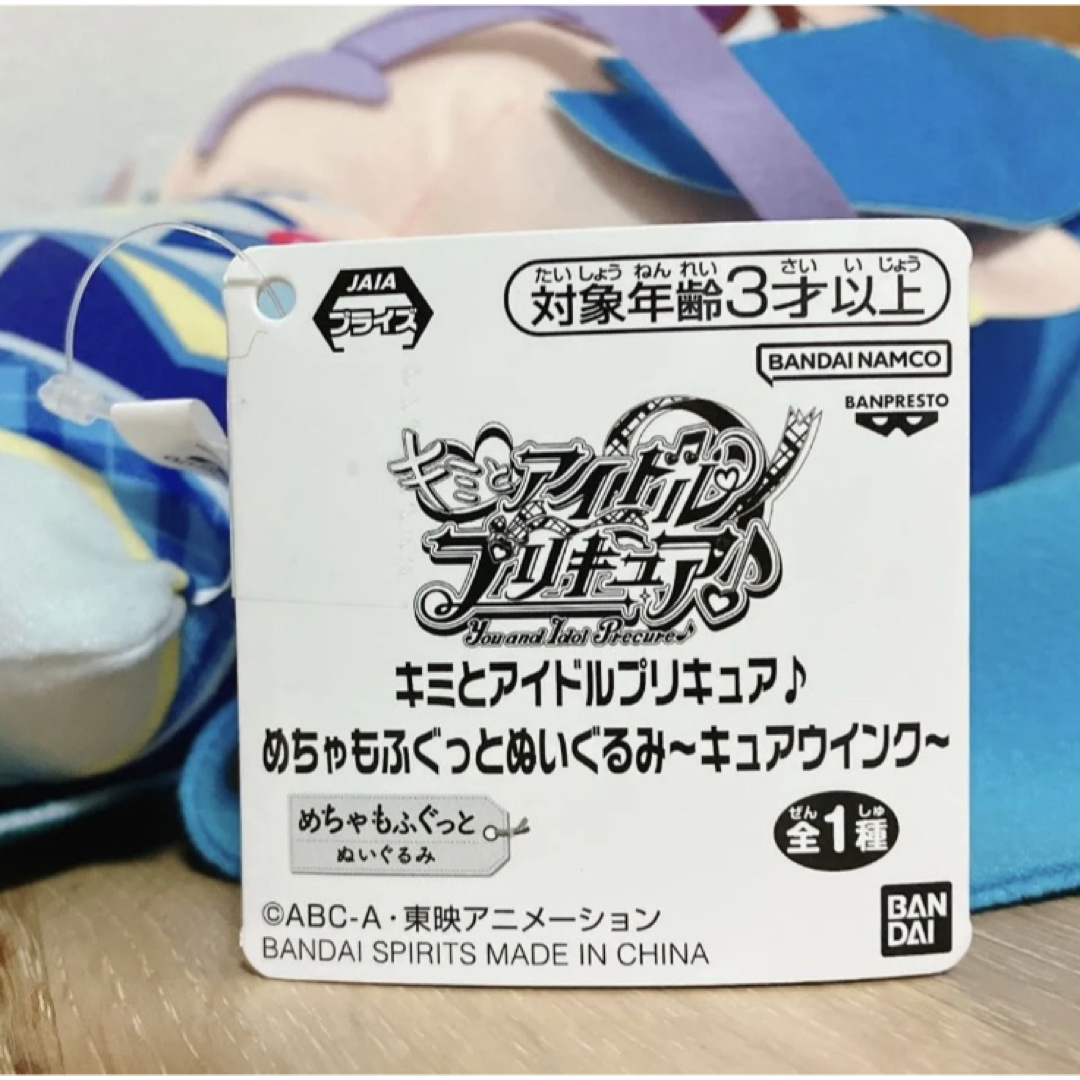 JAIA
プライズ
たいしょうねんれい さいいじょう
対象年齢3才以上
BANDAI NAMCO
BANPRESTO
キミとアイドル
プリキュア♪
You and Idol Precure♪
キミとアイドルプリキュア♪
めちゃもふぐっとぬいぐるみ～キュアウインク～
めちゃもふぐっと
ぬいぐるみ
ぜん しゅ
全1種
©ABC-A・東映アニメーション
BANDAI SPIRITS MADE IN CHINA
BAN
DAI